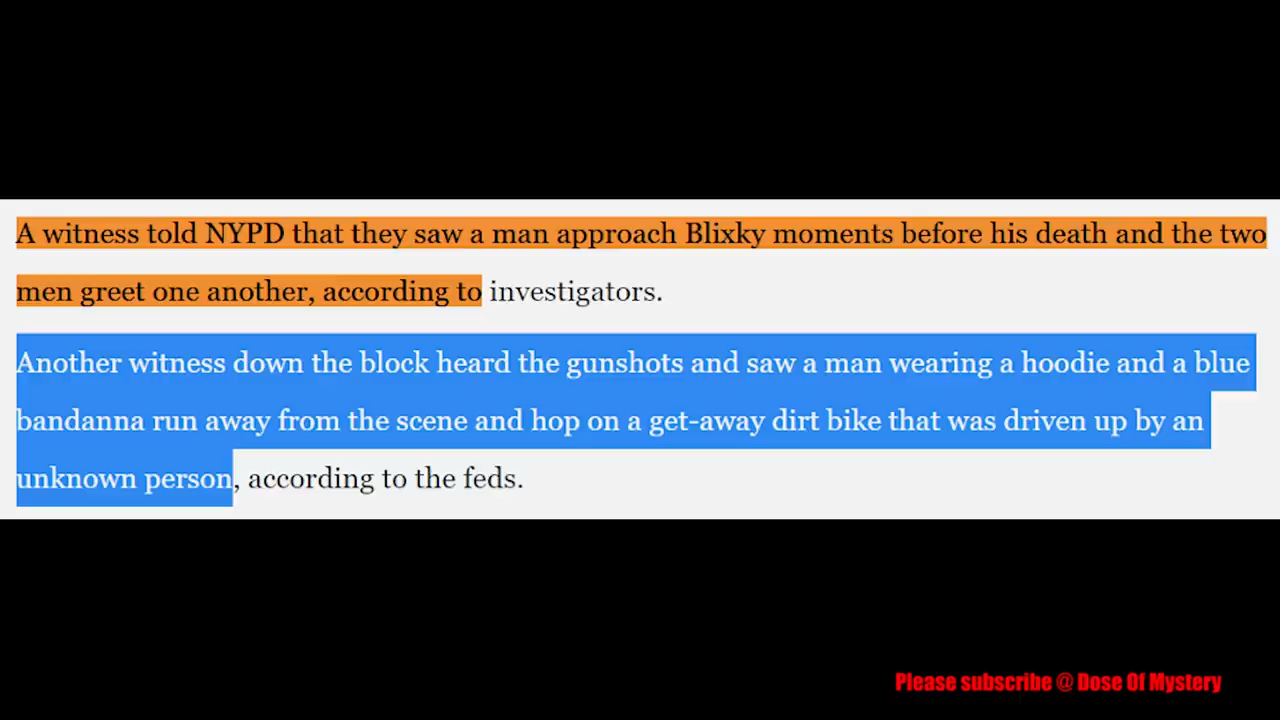 A witness told NYPD that they saw a man approach Blixky moments before his death and the two
men greet one another, according to investigators.
Another witness down the block heard the gunshots and saw a man wearing a hoodie and a blue
bandanna run away from the scene and hop on a get-away dirt bike that was driven up by an
unknown person, according to the feds.
Please subscribe @ Dose Of Mystery